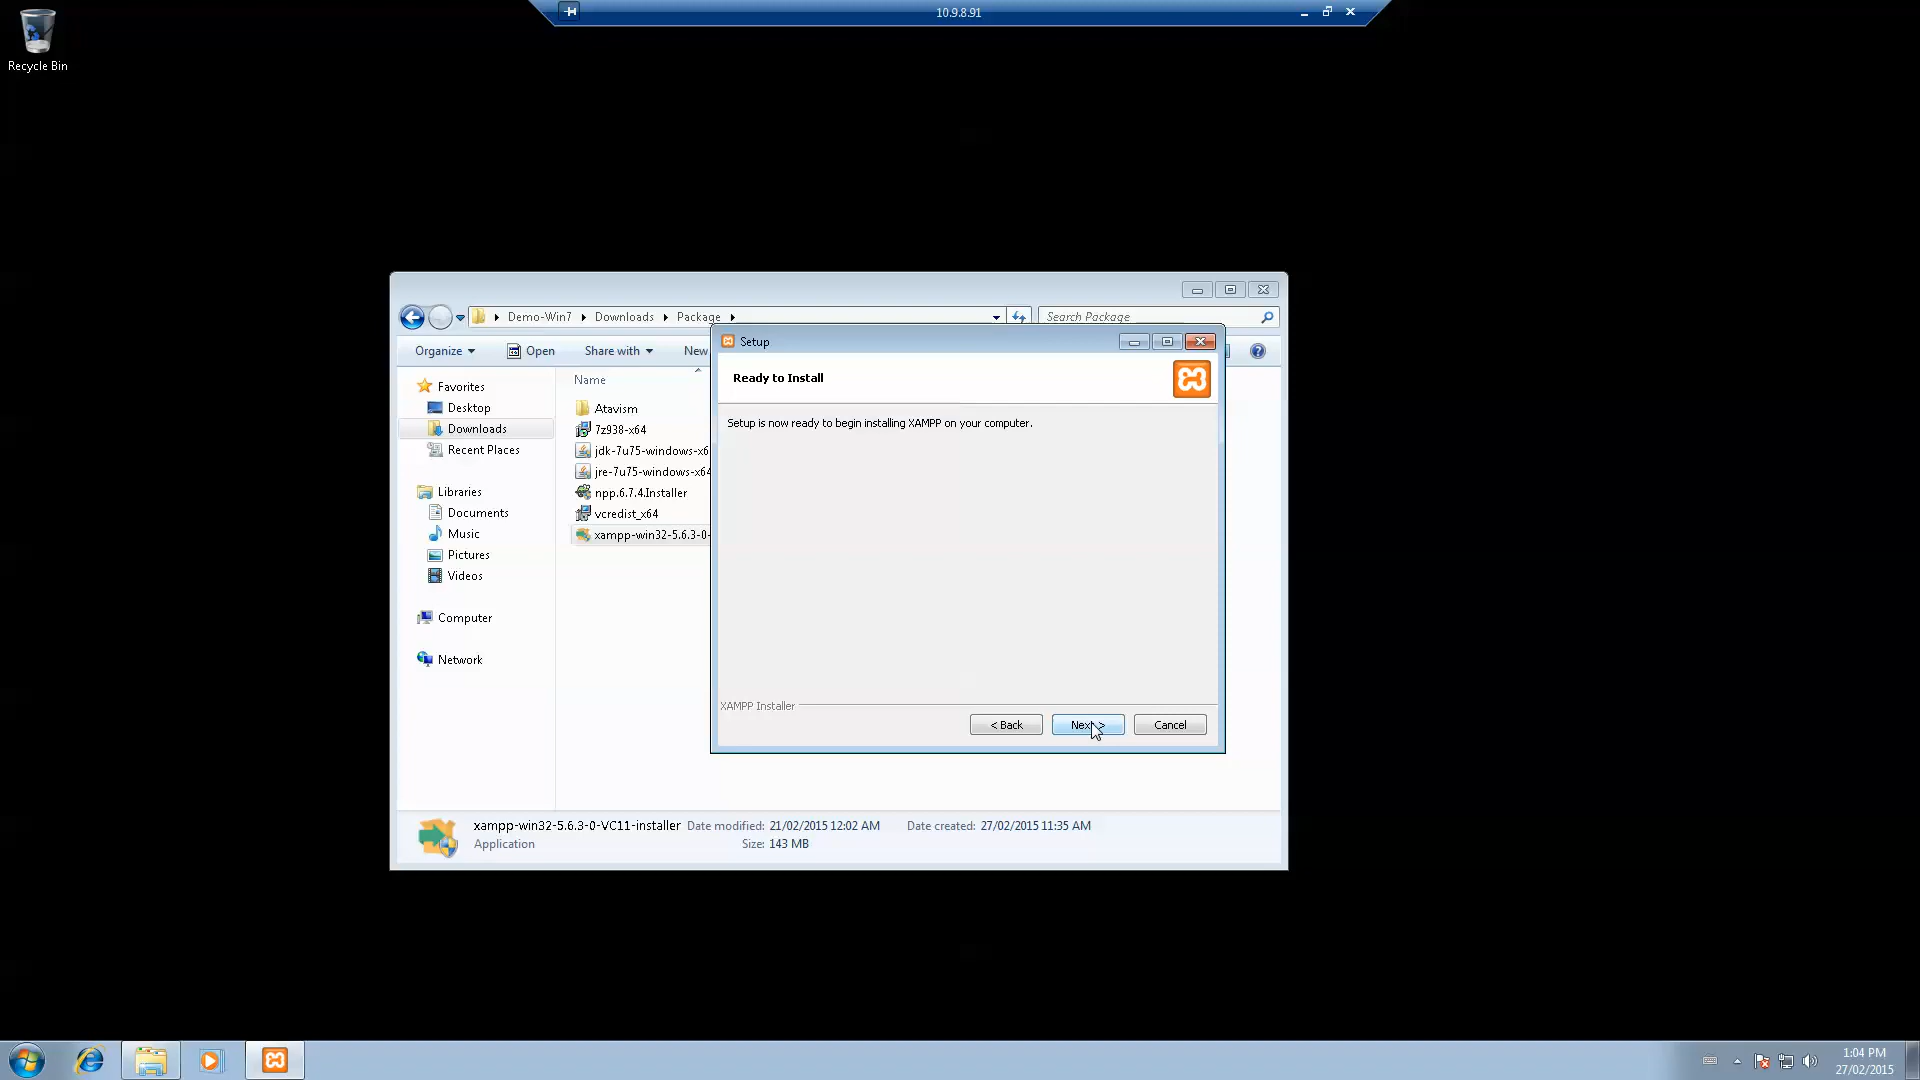 10.9.8.91
Recycle Bin
Demo-Win7 Downloads Package
Search Package
Organize Open Share with New
Setup
Ready to Install
Setup is now ready to begin installing XAMPP on your computer.
Name
Favorites
Desktop
Downloads
Recent Places
Libraries
Documents
Music
Pictures
Videos
Computer
Network
Atavism
7z938-x64
jdk-7u75-windows-x6
jre-7u75-windows-x64
npp.6.7.4.Installer
vcredist_x64
xampp-win32-5.6.3-0-
XAMPP Installer
< Back Next > Cancel
xampp-win32-5.6.3-0-VC11-installer Date modified: 21/02/2015 12:02 AM Date created: 27/02/2015 11:35 AM
Application Size: 143 MB
1:04 PM
27/02/2015